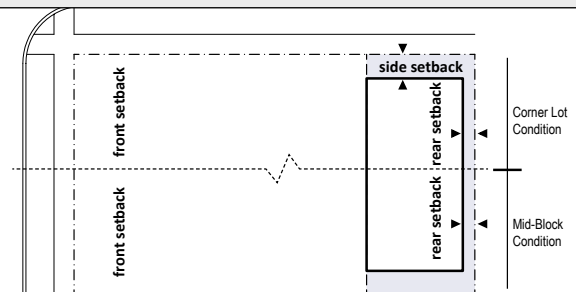 side setback
front setback
rear setback
Corner Lot
Condition
front setback
rear setback
Mid-Block
Condition